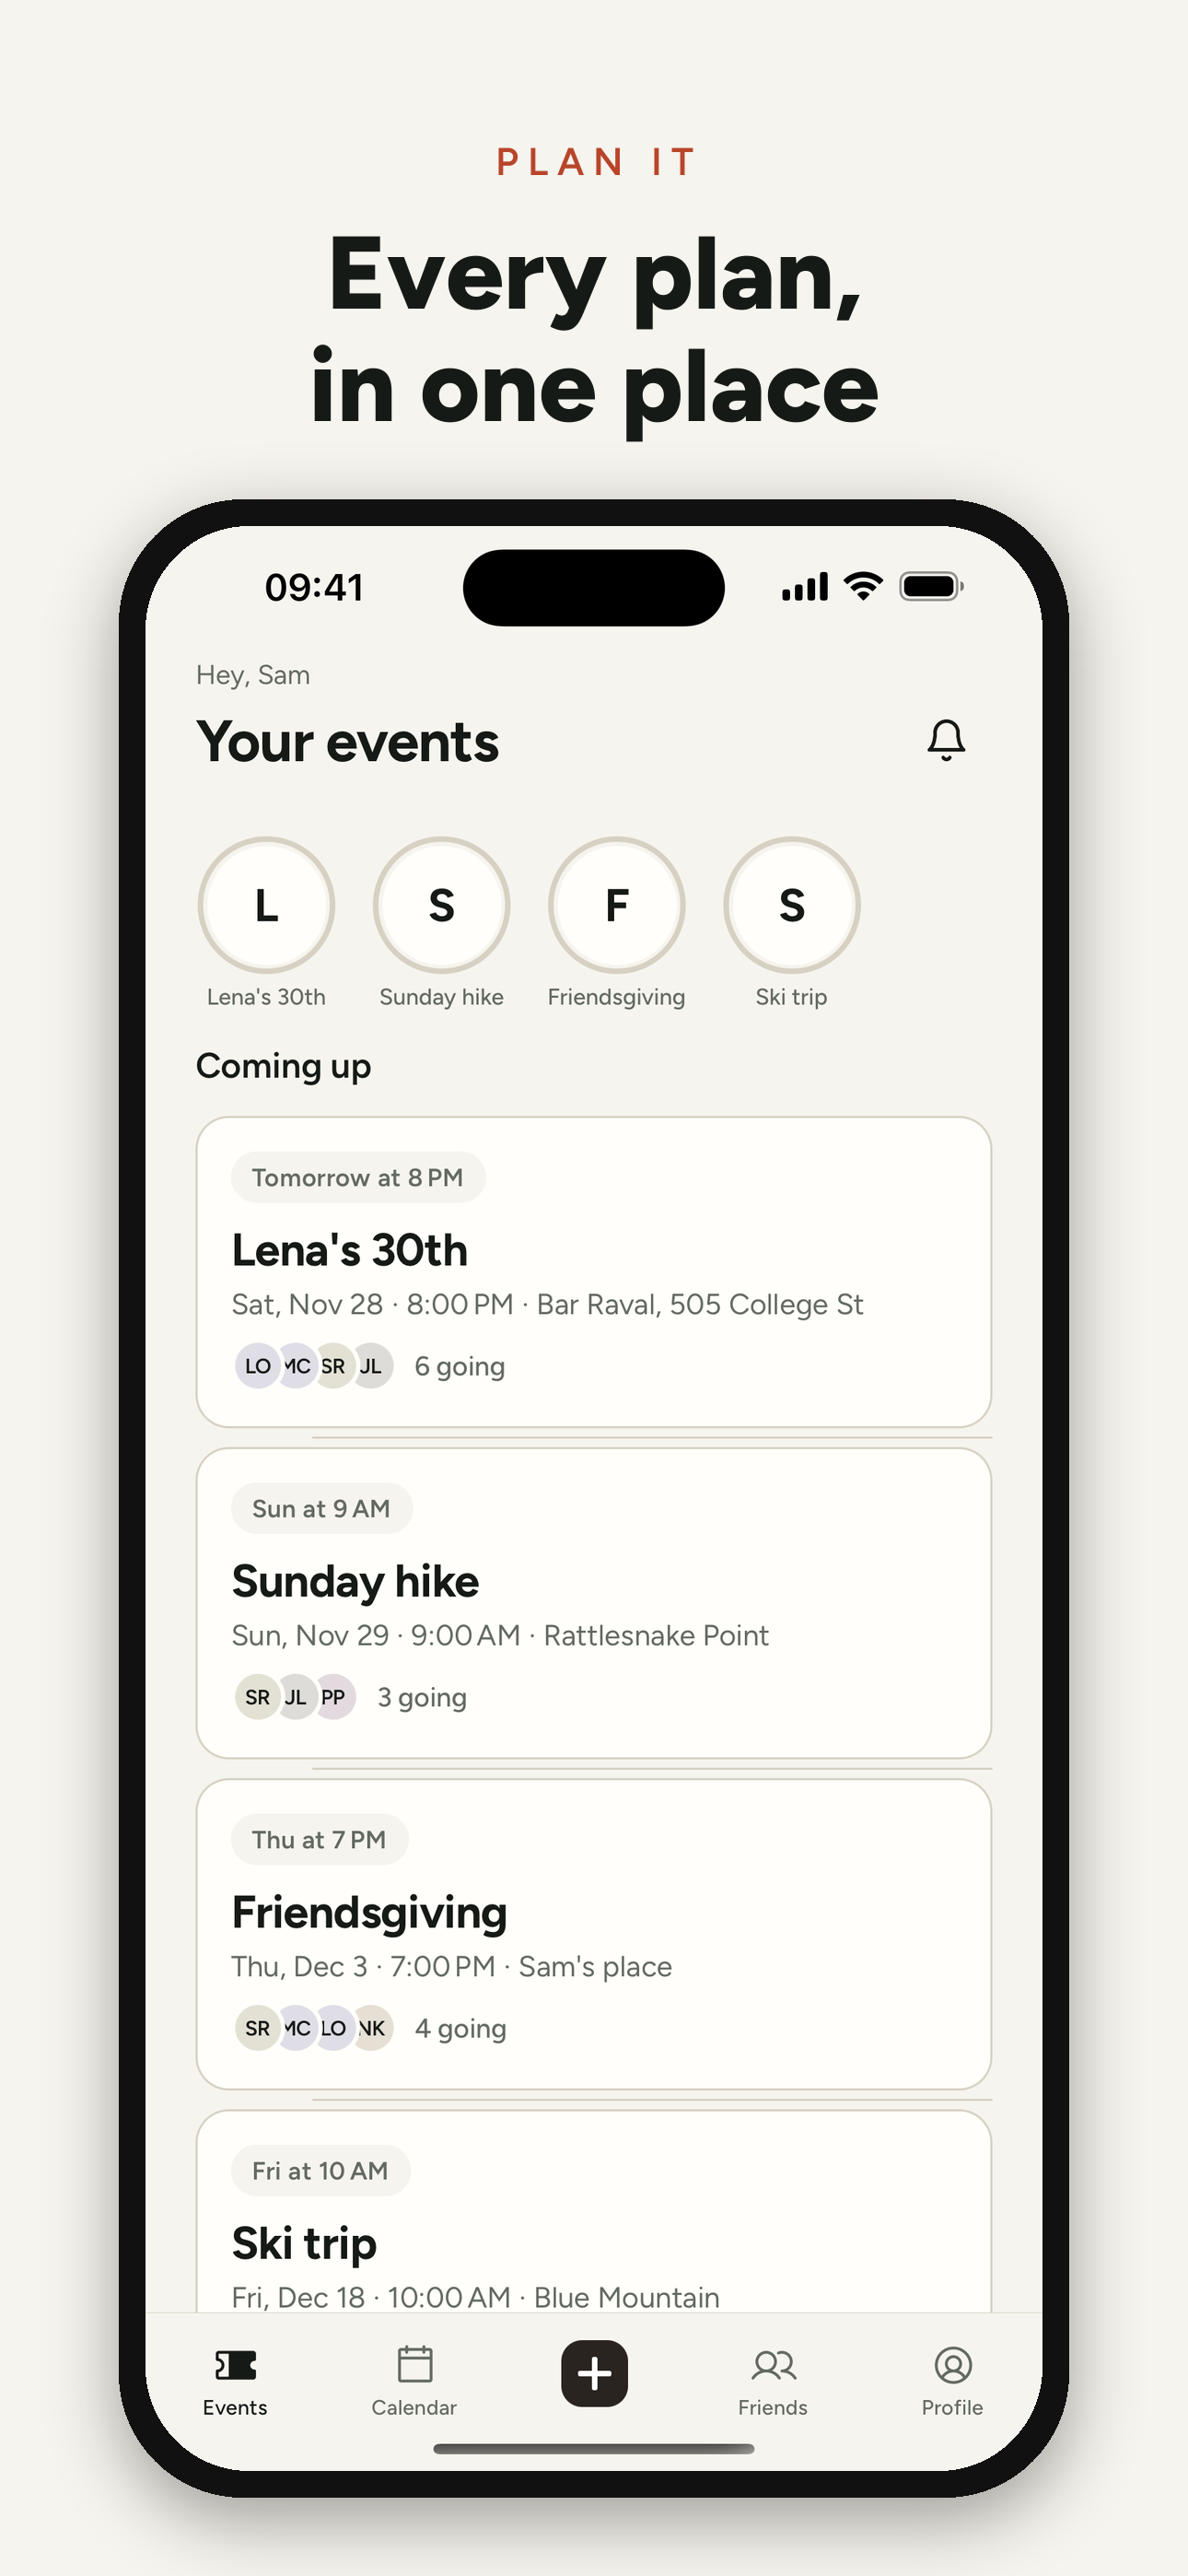 PLAN IT
Every plan,
in one place
09:41
Hey, Sam
Your events
L S F S
Lena's 30th Sunday hike Friendsgiving Ski trip
Coming up
Tomorrow at 8 PM
Lena's 30th
Sat, Nov 28 · 8:00 PM · Bar Raval, 505 College St
LO MC SR JL 6 going
Sun at 9 AM
Sunday hike
Sun, Nov 29 · 9:00 AM · Rattlesnake Point
SR JL PP 3 going
Thu at 7 PM
Friendsgiving
Thu, Dec 3 · 7:00 PM · Sam's place
SR MC LO NK 4 going
Fri at 10 AM
Ski trip
Fri, Dec 18 · 10:00 AM · Blue Mountain
Events Calendar Friends Profile